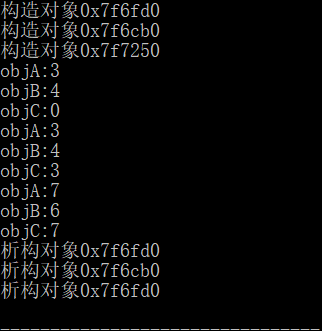 构造对象0x7f6fd0
构造对象0x7f6cb0
构造对象0x7f7250
objA:3
objB:4
objC:0
objA:3
objB:4
objC:3
objA:7
objB:6
objC:7
析构对象0x7f6fd0
析构对象0x7f6cb0
析构对象0x7f6fd0
--------------------------------